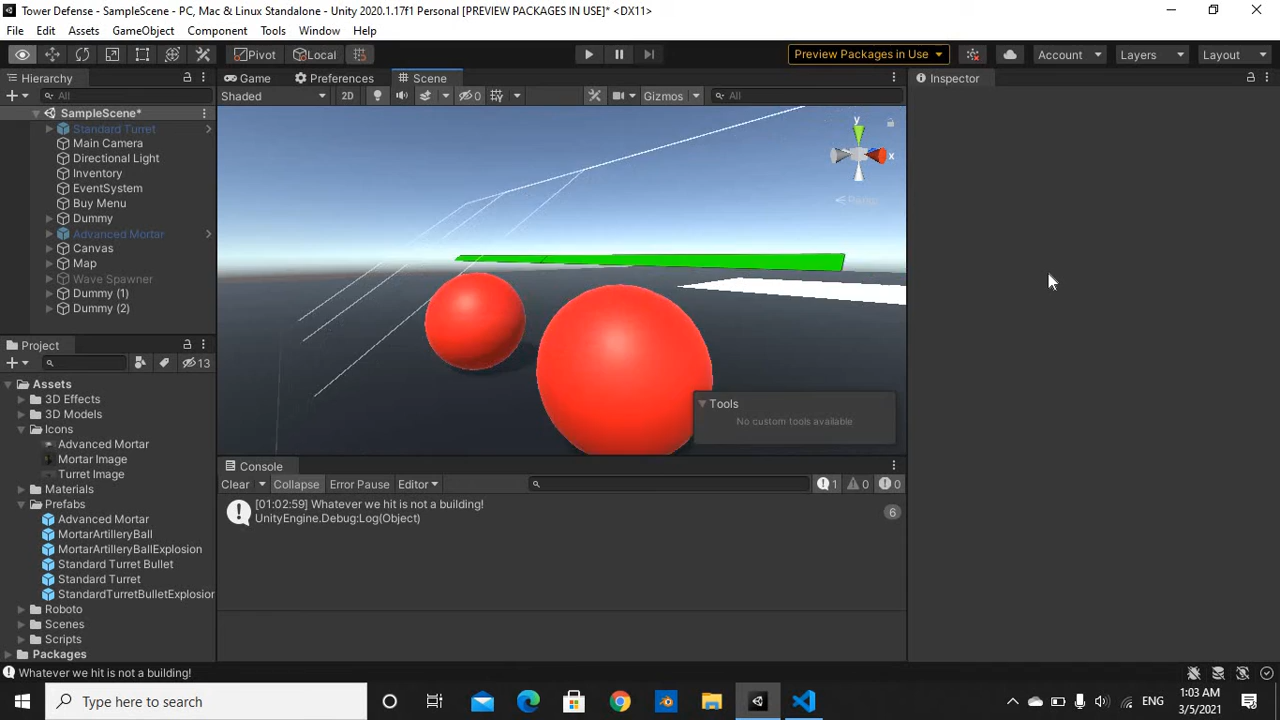 Tower Defense - SampleScene - PC, Mac & Linux Standalone - Unity 2020.1.17f1 Personal [PREVIEW PACKAGES IN USE]* <DX11>
File Edit Assets GameObject Component Tools Window Help
Pivot Local Preview Packages in Use Account Layers Layout
Hierarchy Game Preferences Scene Inspector
All Shaded 2D 0 Gizmos All
SampleScene*
Standard Turret
Main Camera
Directional Light
Inventory
EventSystem
Buy Menu
Dummy
Advanced Mortar
Canvas
Map
Wave Spawner
Dummy (1)
Dummy (2)
y
x
Persp
Tools
No custom tools available
Project
13
Assets
3D Effects
3D Models
Icons
Advanced Mortar
Mortar Image
Turret Image
Materials
Prefabs
Advanced Mortar
MortarArtilleryBall
MortarArtilleryBallExplosion
Standard Turret Bullet
Standard Turret
StandardTurretBulletExplosion
Roboto
Scenes
Scripts
Packages
Console
Clear Collapse Error Pause Editor 1 0 0
[01:02:59] Whatever we hit is not a building!
UnityEngine.Debug:Log(Object)
6
Whatever we hit is not a building!
Type here to search
ENG
1:03 AM
3/5/2021